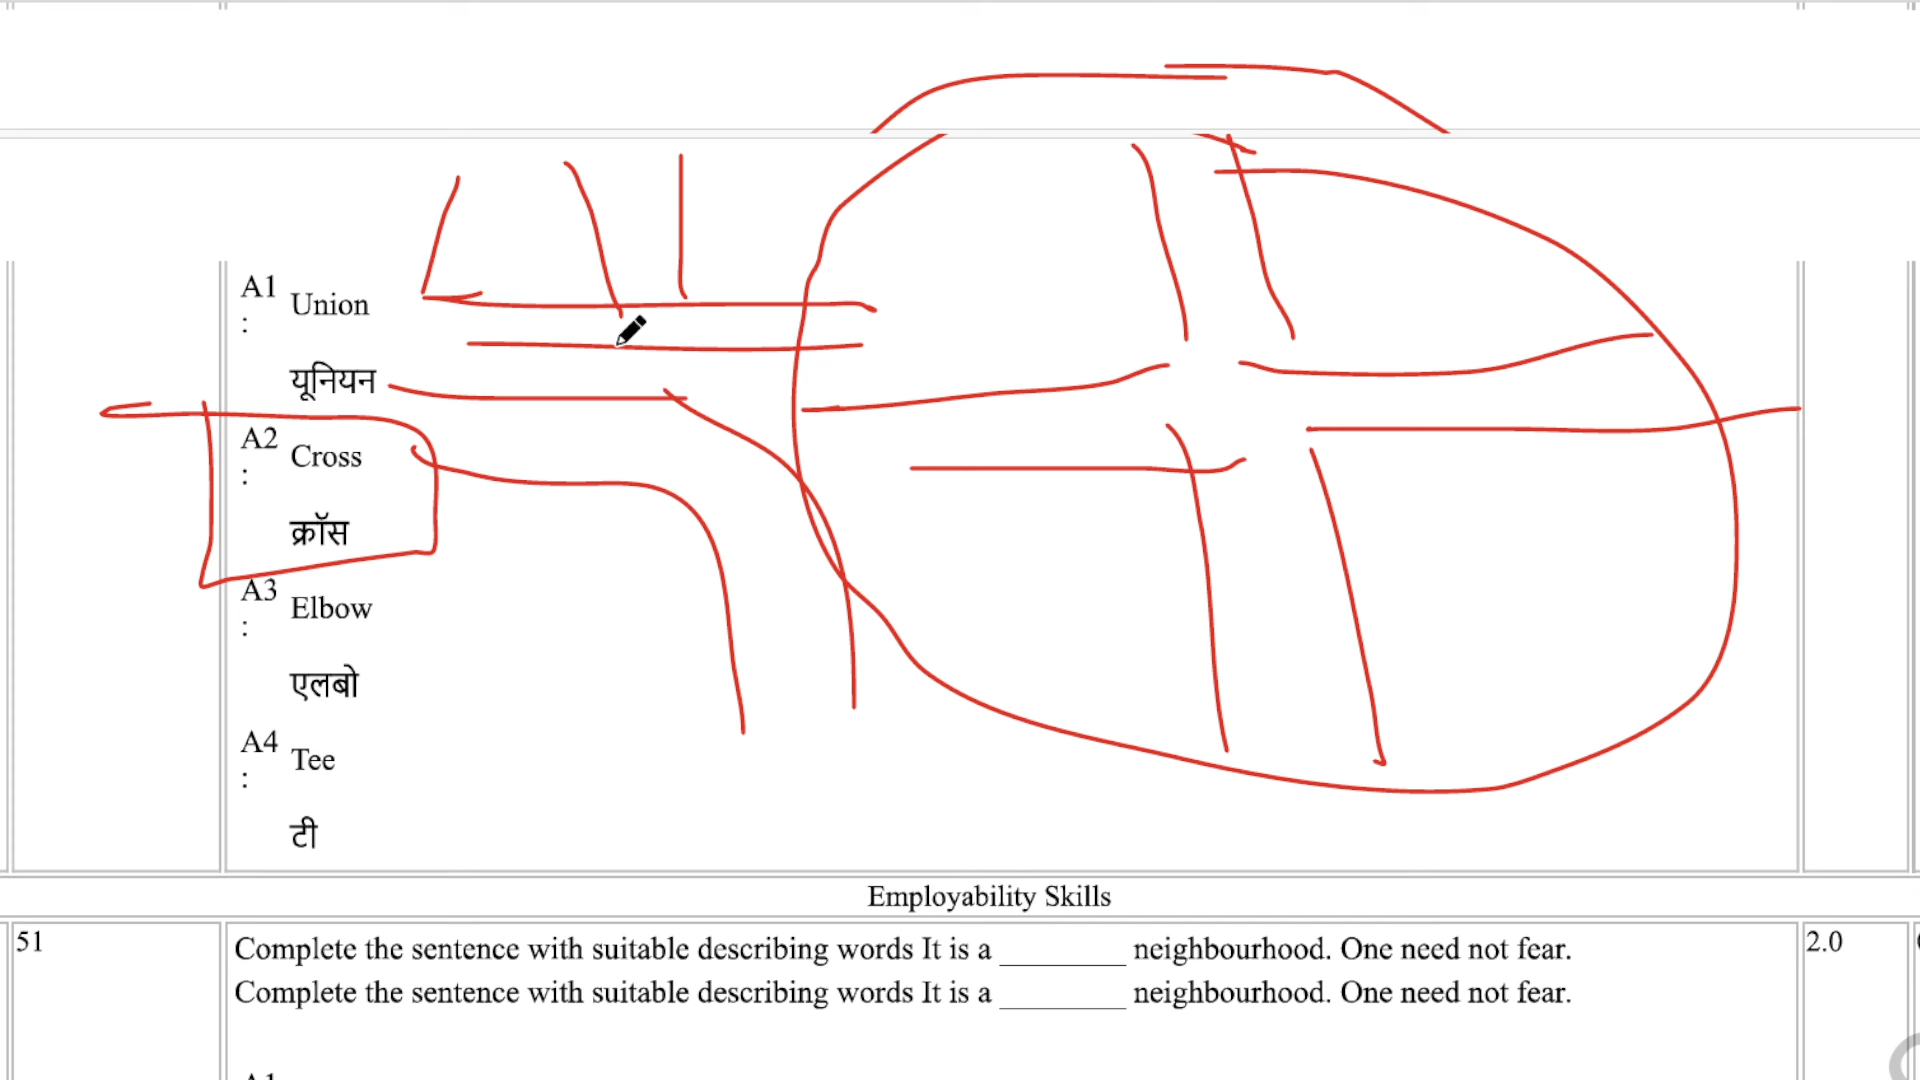 A1
:
Union
यूनियन
A2
:
Cross
क्रॉस
A3
:
Elbow
एलबो
A4
:
Tee
टी
Employability Skills
51
Complete the sentence with suitable describing words It is a _________ neighbourhood. One need not fear.
2.0
Complete the sentence with suitable describing words It is a _________ neighbourhood. One need not fear.